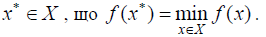 x* ∈ X , що f(x*) = min f(x) .
x∈X